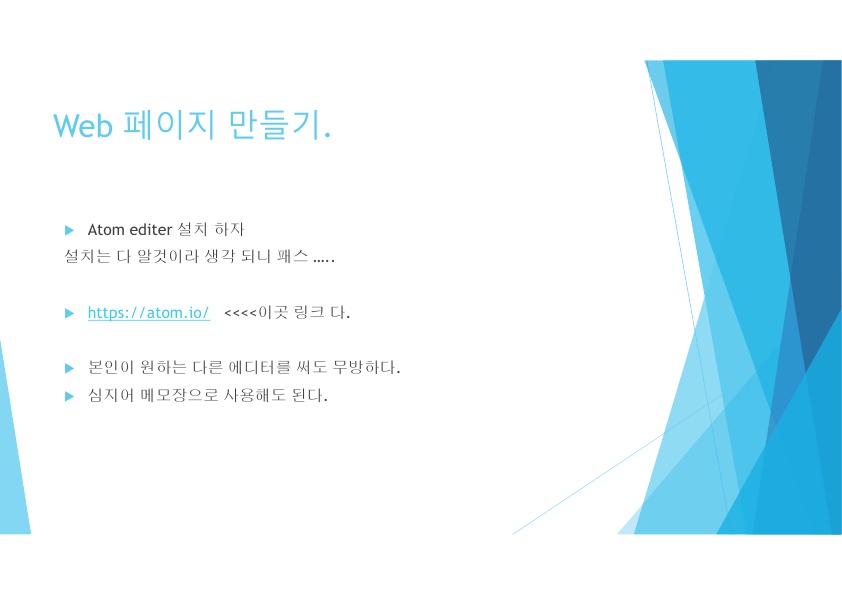 Web 페이지 만들기.
Atom editer 설치 하자
설치는 다 알것이라 생각 되니 패스 …..
https://atom.io/ <<<<이곳 링크 다.
본인이 원하는 다른 에디터를 써도 무방하다.
심지어 메모장으로 사용해도 된다.